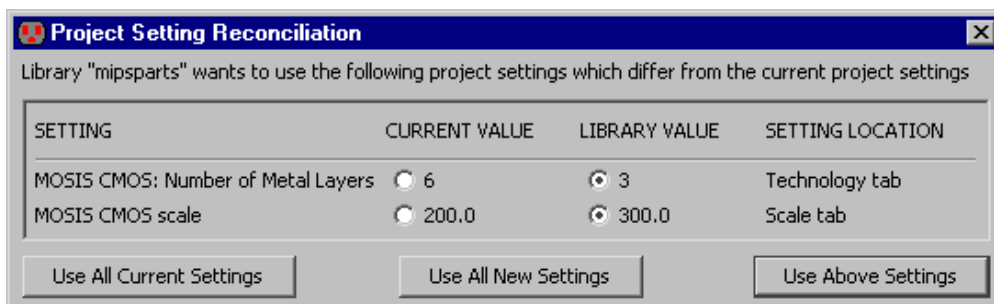 Project Setting Reconciliation
Library "mipsparts" wants to use the following project settings which differ from the current project settings
SETTING CURRENT VALUE LIBRARY VALUE SETTING LOCATION
MOSIS CMOS: Number of Metal Layers 6 3 Technology tab
MOSIS CMOS scale 200.0 300.0 Scale tab
Use All Current Settings Use All New Settings Use Above Settings